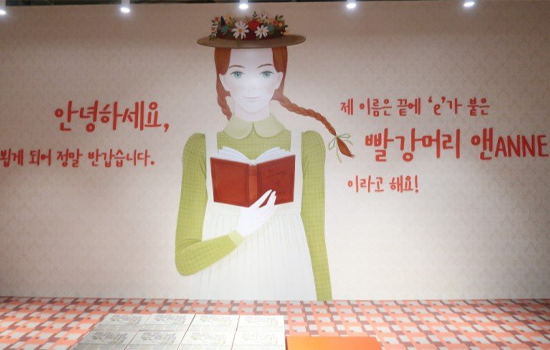 안녕하세요,
뵙게 되어 정말 반갑습니다.
제 이름은 끝에 ‘e’가 붙은
빨강머리 앤ANNE
이라고 해요!